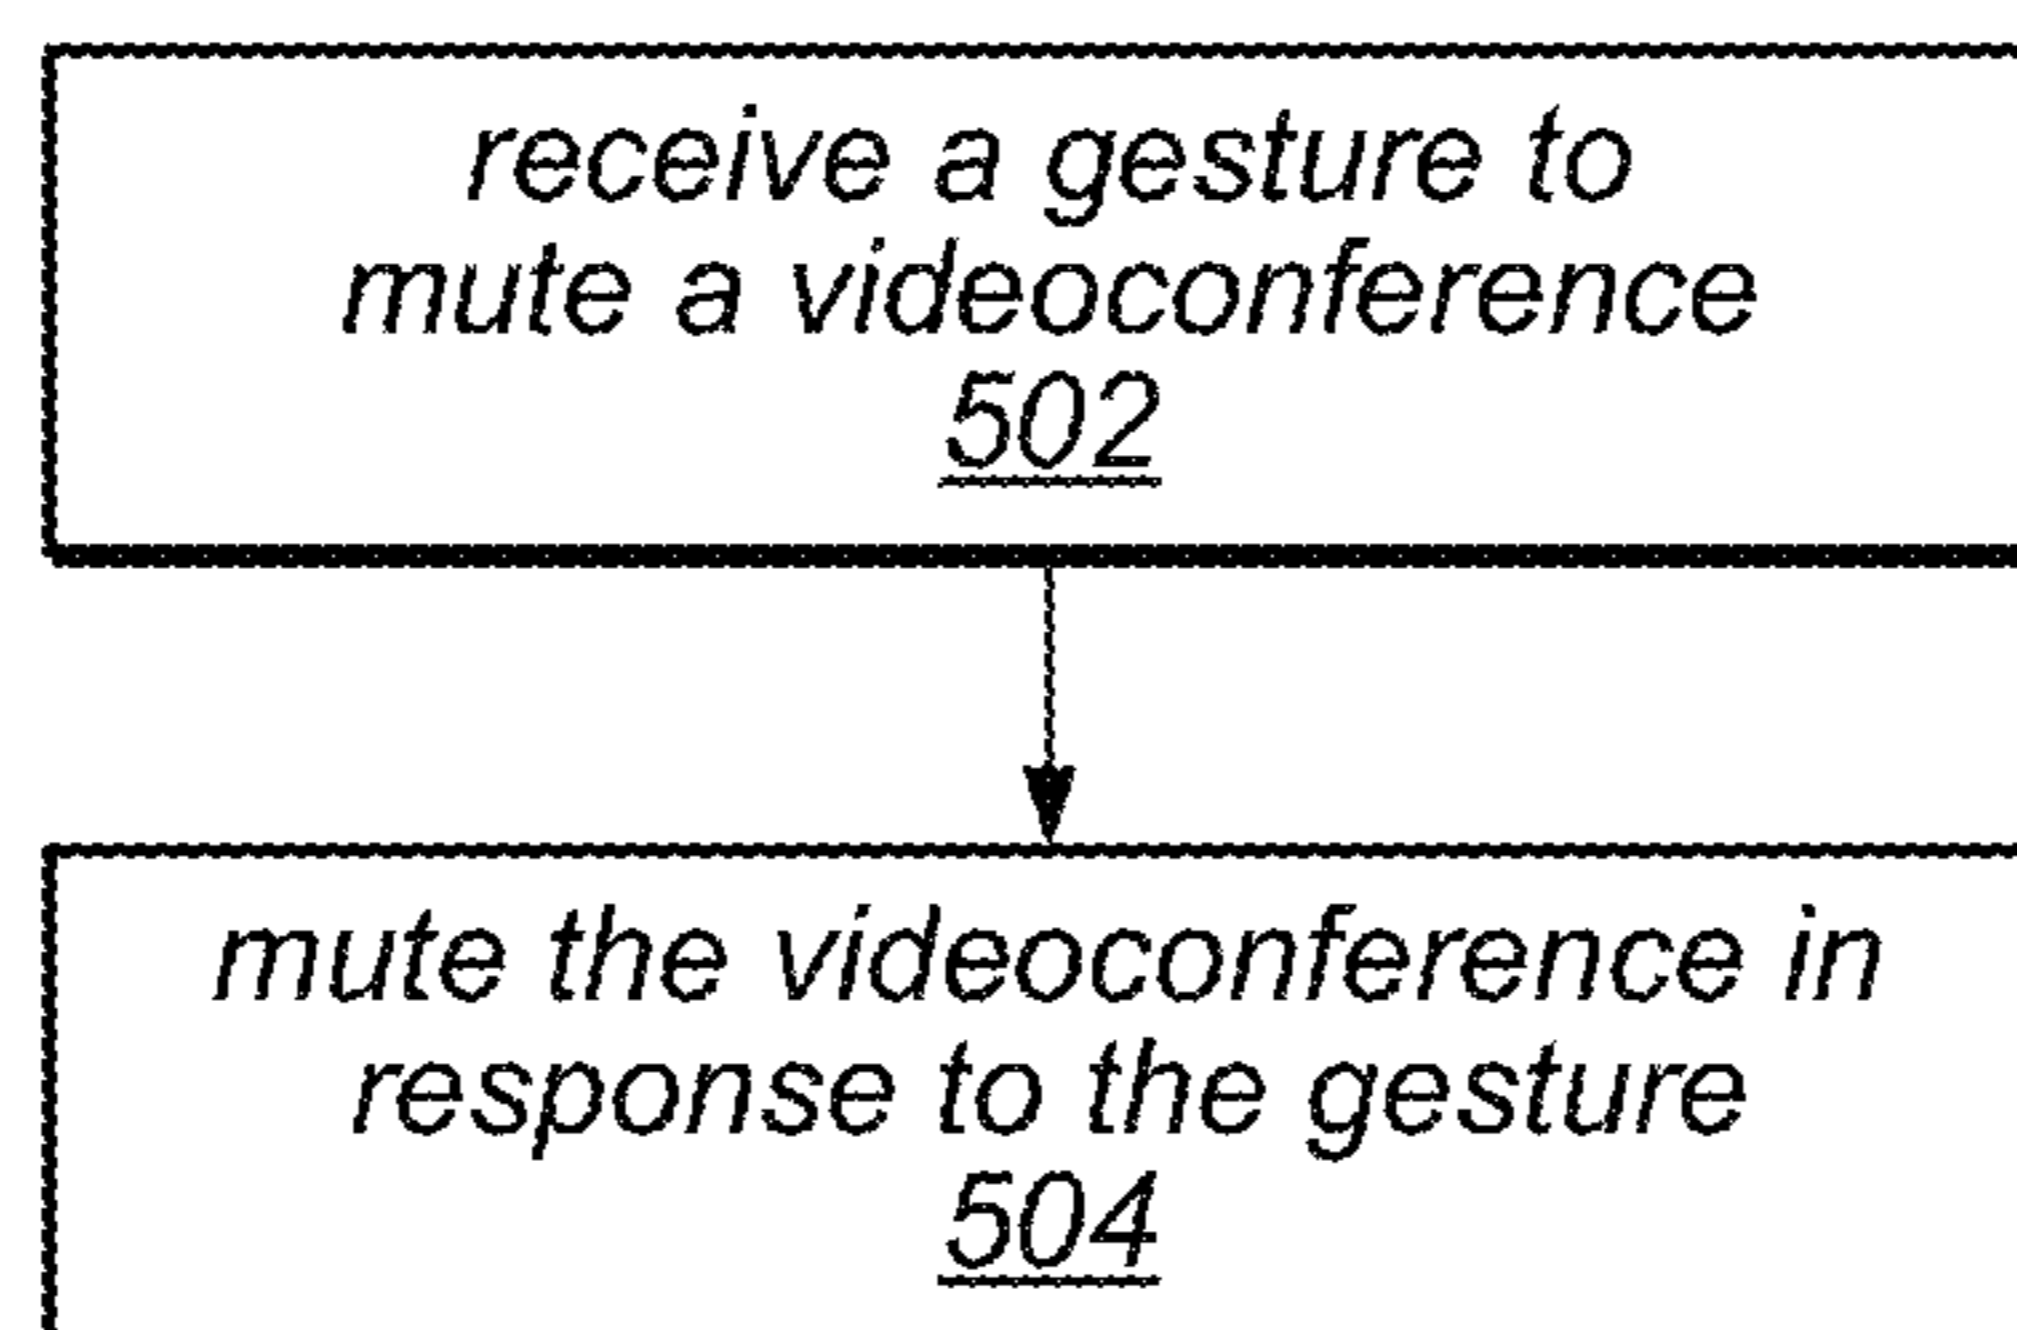 receive a gesture to
mute a videoconference
502
mute the videoconference in
response to the gesture
504